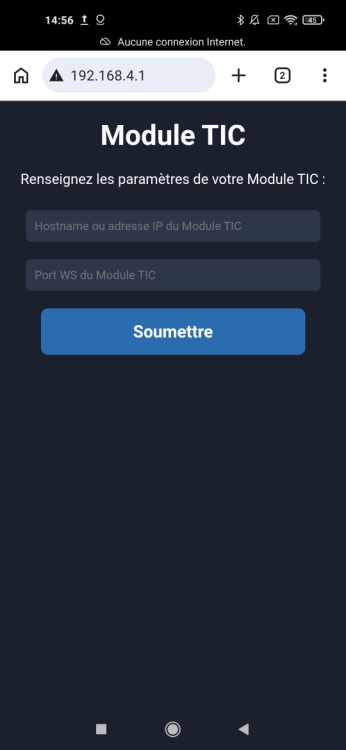 14:56
45
Aucune connexion Internet.
192.168.4.1
2
Module TIC
Renseignez les paramètres de votre Module TIC :
Hostname ou adresse IP du Module TIC
Port WS du Module TIC
Soumettre